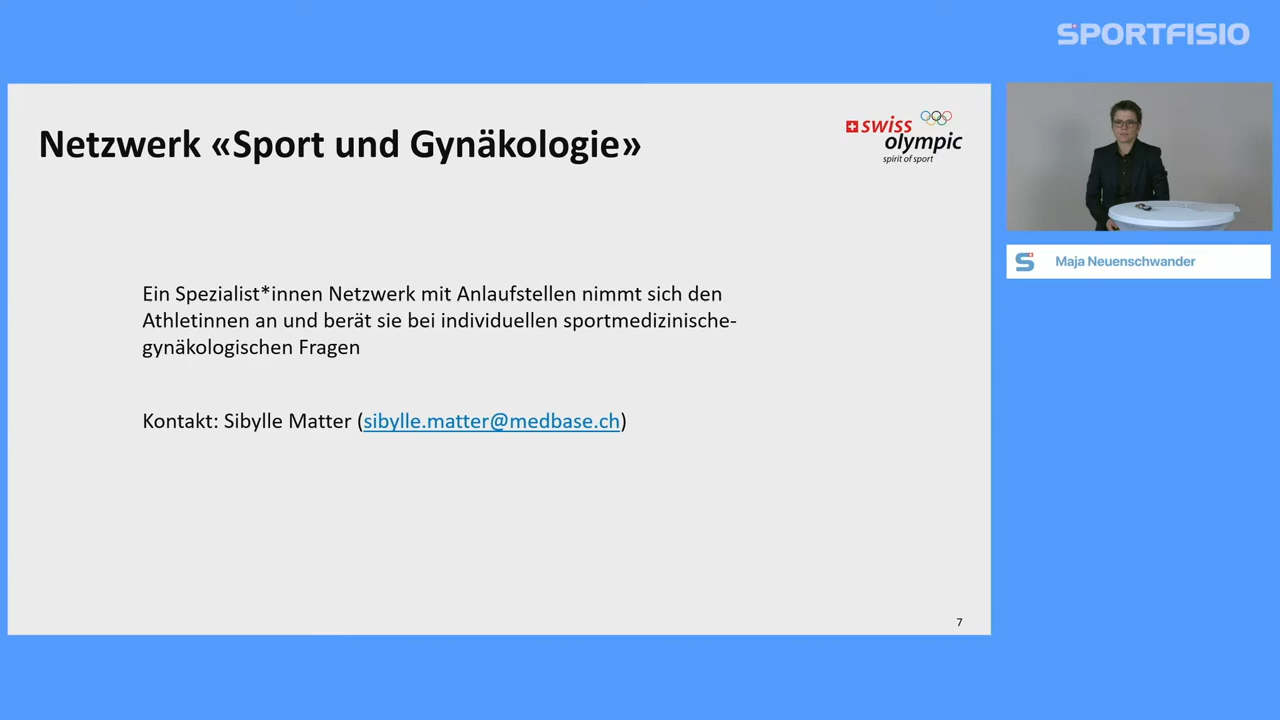 SPORTFISIO
Netzwerk «Sport und Gynäkologie»
swiss
olympic
spirit of sport
Ein Spezialist*innen Netzwerk mit Anlaufstellen nimmt sich den
Athletinnen an und berät sie bei individuellen sportmedizinische-
gynäkologischen Fragen
Kontakt: Sibylle Matter (sibylle.matter@medbase.ch)
7
S Maja Neuenschwander